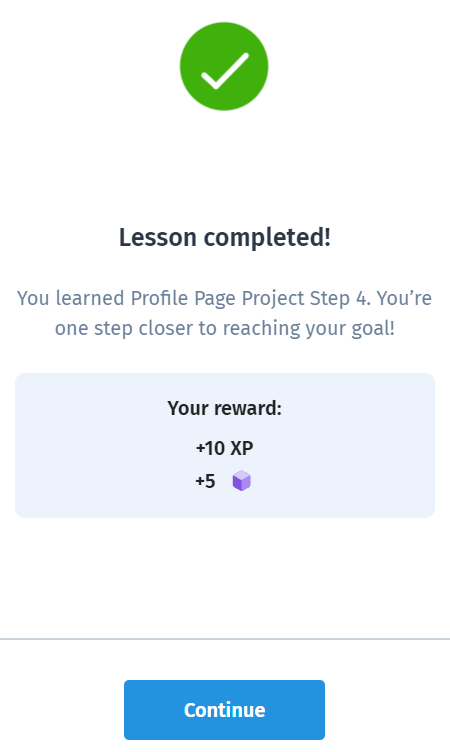 Lesson completed!
You learned Profile Page Project Step 4. You’re
one step closer to reaching your goal!
Your reward:
+10 XP
+5
Continue